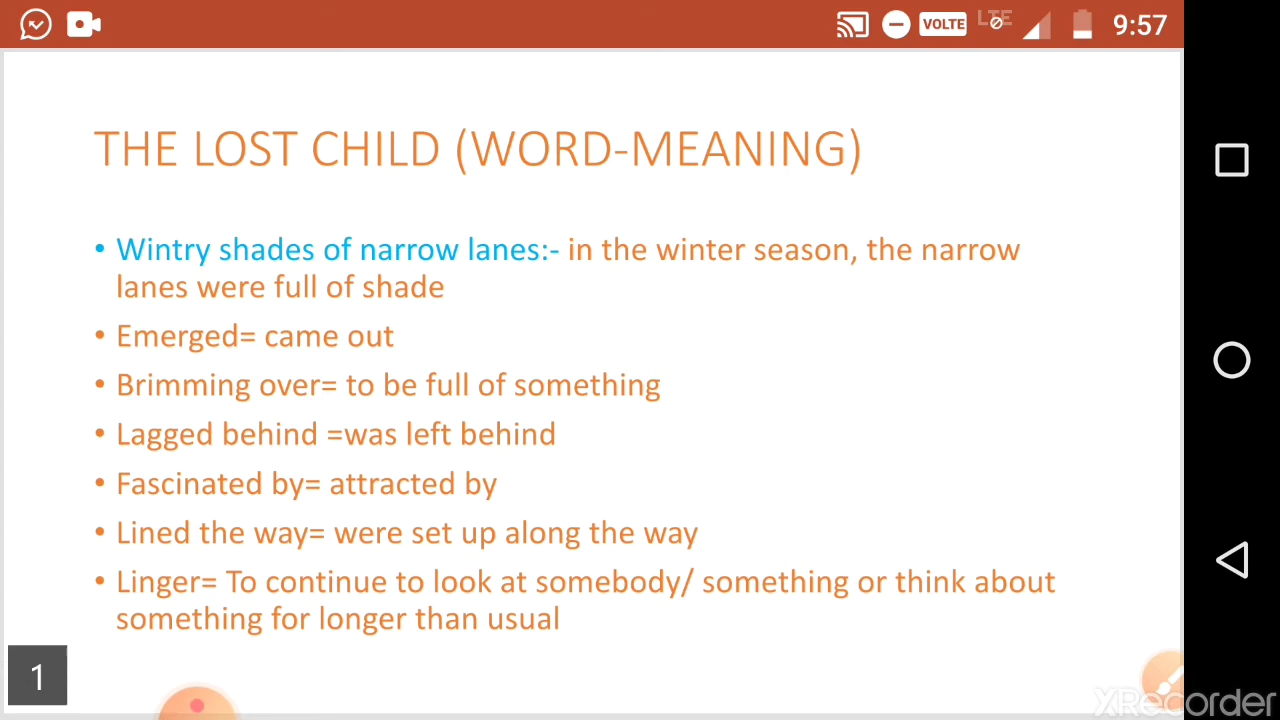 VOLTE LTE 9:57
THE LOST CHILD (WORD-MEANING)
• Wintry shades of narrow lanes:- in the winter season, the narrow
lanes were full of shade
• Emerged= came out
• Brimming over= to be full of something
• Lagged behind =was left behind
• Fascinated by= attracted by
• Lined the way= were set up along the way
• Linger= To continue to look at somebody/ something or think about
something for longer than usual
1
XRecorder